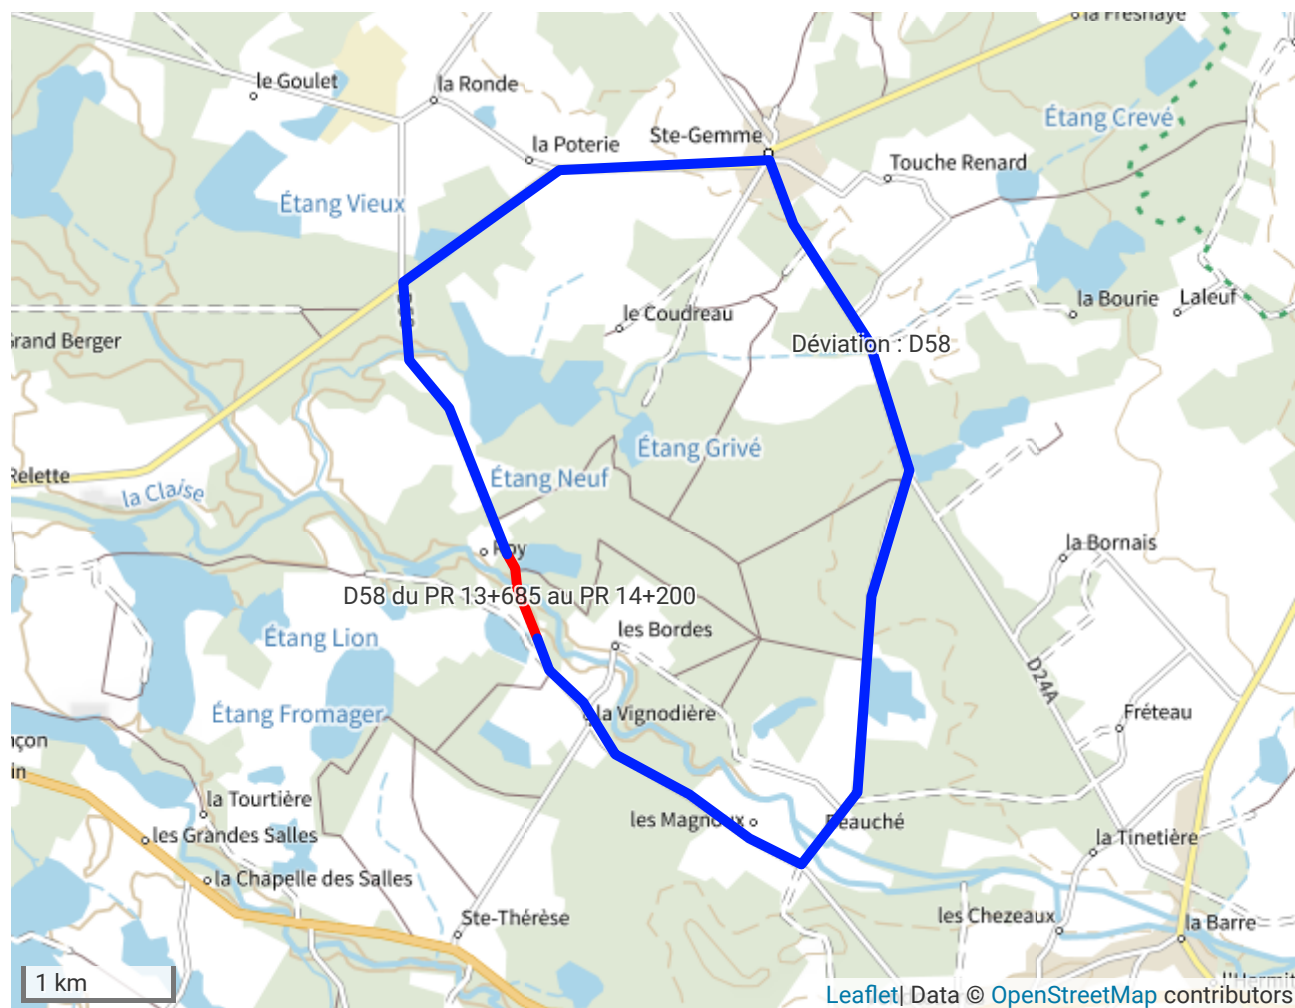 la Fresnaye
le Goulet
la Ronde
Étang Crevé
Ste-Gemme
la Poterie
Touche Renard
Étang Vieux
la Bourie
Laleuf
le Coudreau
Grand Berger
Déviation : D58
Étang Grivé
Relette
Étang Neuf
la Claise
la Bornais
D58 du PR 13+685 au PR 14+200
les Bordes
Étang Lion
D24A
Étang Fromager
la Vignodière
Fréteau
la Tourtière
les Magnoux
Beauché
les Grandes Salles
la Tinetière
la Chapelle des Salles
Ste-Thérèse
les Chezeaux
la Barre
1 km
Leaflet| Data © OpenStreetMap contributors